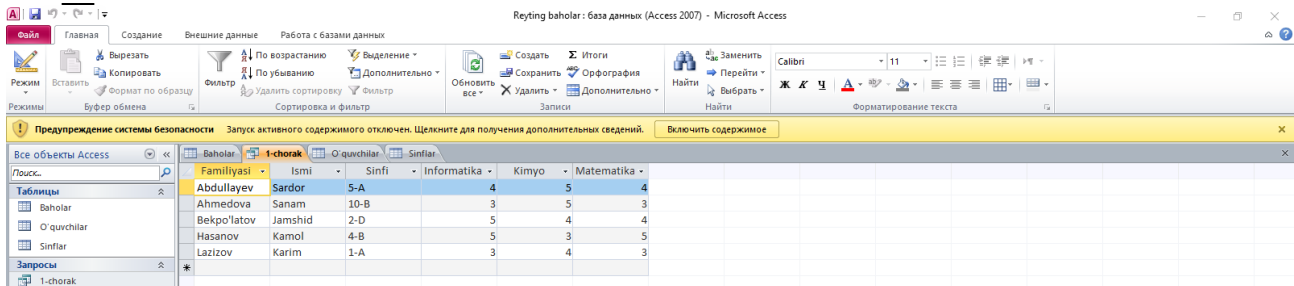 Reyting baholar : база данных (Access 2007) - Microsoft Access
Файл Главная Создание Внешние данные Работа с базами данных
Режим
Вставить
Вырезать
Копировать
Формат по образцу
Фильтр
По возрастанию
По убыванию
Удалить сортировку
Выделение
Дополнительно
Фильтр
Обновить все
Создать
Сохранить
Удалить
Итоги
Орфография
Дополнительно
Найти
Заменить
Перейти
Выбрать
Calibri 11
Ж К Ч А
Режимы Буфер обмена Сортировка и фильтр Записи Найти Форматирование текста
Предупреждение системы безопасности Запуск активного содержимого отключен. Щелкните для получения дополнительных сведений. Включить содержимое
Все объекты Access
Поиск...
Таблицы
Baholar
O`quvchilar
Sinflar
Запросы
1-chorak
Baholar 1-chorak O`quvchilar Sinflar
Familiyasi Ismi Sinfi Informatika Kimyo Matematika
Abdullayev Sardor 5-A 4 5 4
Ahmedova Sanam 10-B 3 5 3
Bekpo'latov Jamshid 2-D 5 4 4
Hasanov Kamol 4-B 5 3 5
Lazizov Karim 1-A 3 4 3